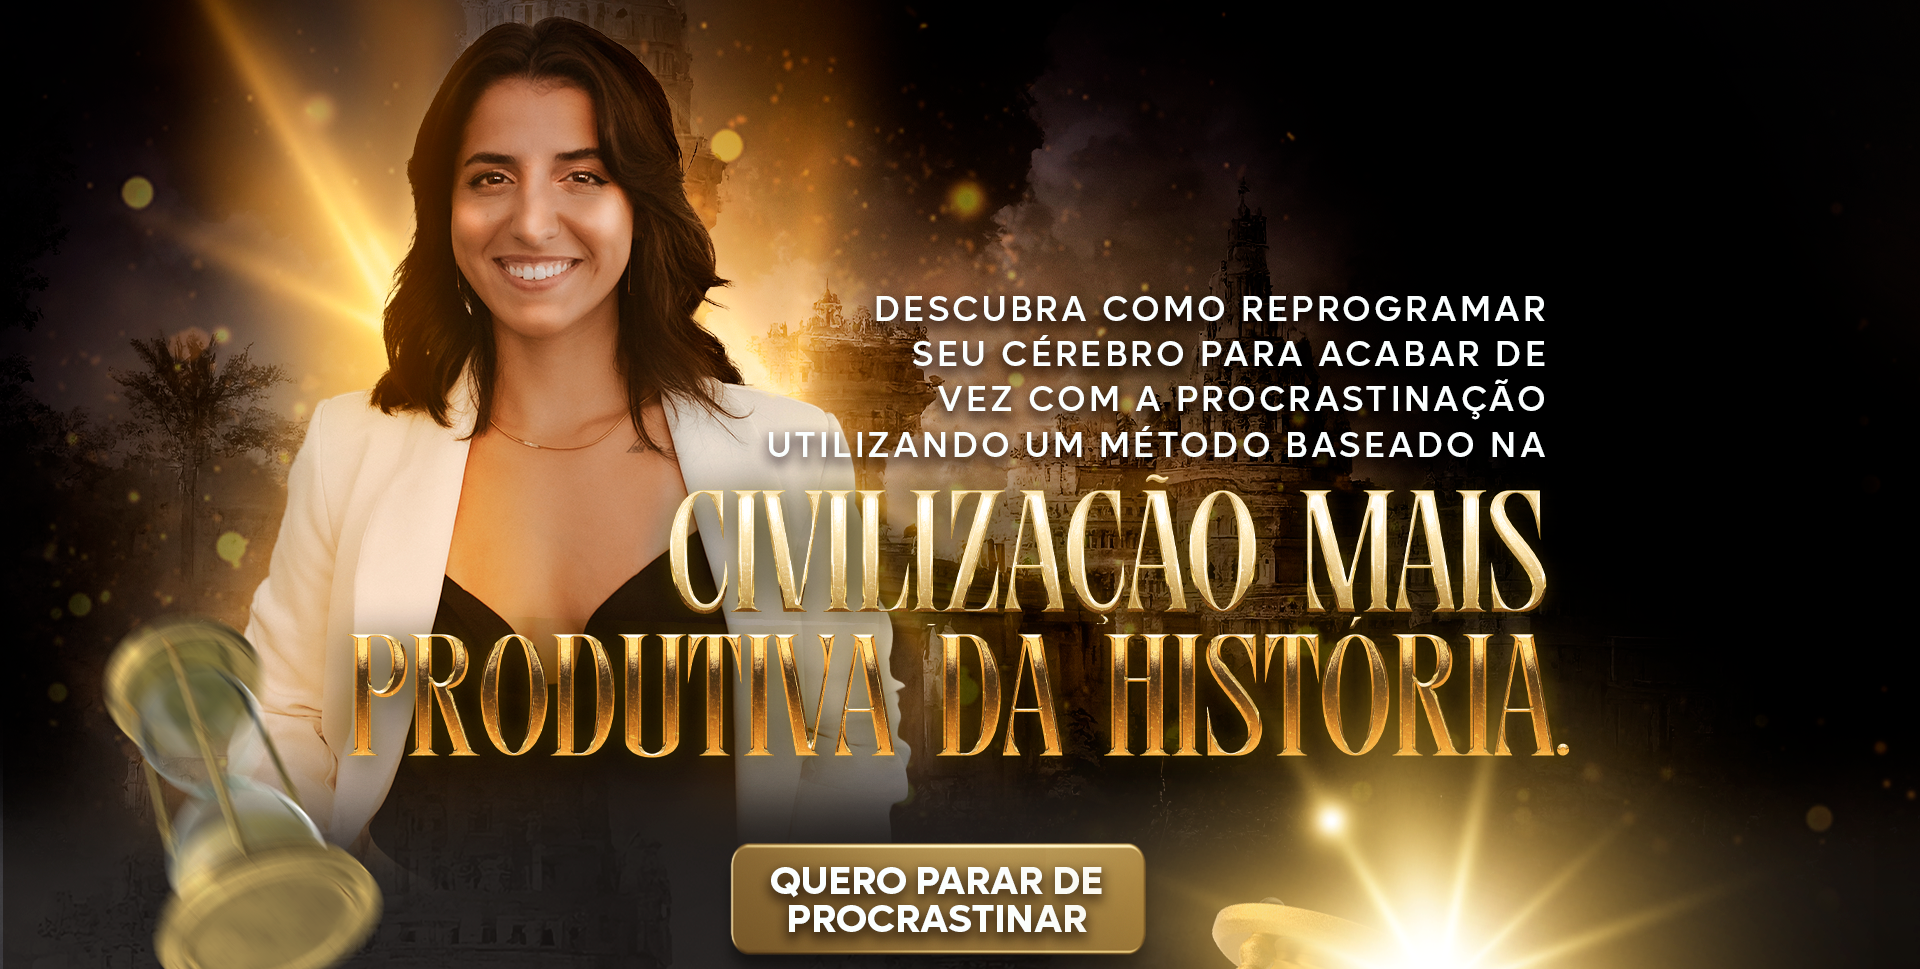 DESCUBRA COMO REPROGRAMAR
SEU CÉREBRO PARA ACABAR DE
VEZ COM A PROCRASTINAÇÃO
UTILIZANDO UM MÉTODO BASEADO NA
CIVILIZAÇÃO MAIS
PRODUTIVA DA HISTÓRIA.
QUERO PARAR DE
PROCRASTINAR